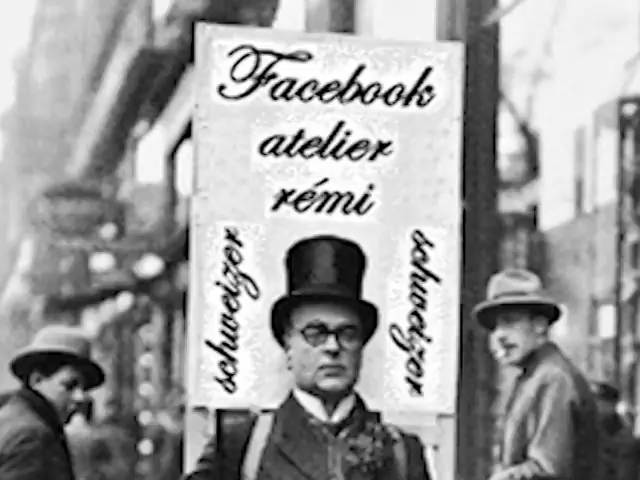 Facebook
atelier
rémi
schweizer
schweizer